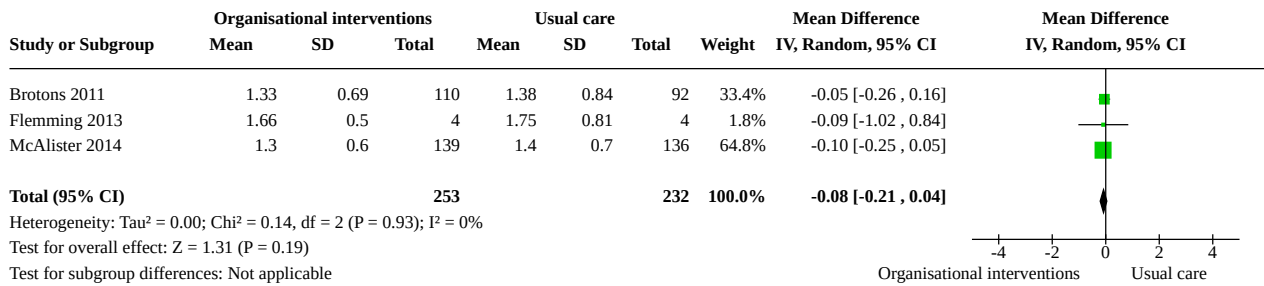 Organisational interventions Usual care Mean Difference Mean Difference
Study or Subgroup Mean SD Total Mean SD Total Weight IV, Random, 95% CI IV, Random, 95% CI
Brotons 2011 1.33 0.69 110 1.38 0.84 92 33.4% -0.05 [-0.26 , 0.16]
Flemming 2013 1.66 0.5 4 1.75 0.81 4 1.8% -0.09 [-1.02 , 0.84]
McAlister 2014 1.3 0.6 139 1.4 0.7 136 64.8% -0.10 [-0.25 , 0.05]
Total (95% CI) 253 232 100.0% -0.08 [-0.21 , 0.04]
Heterogeneity: Tau² = 0.00; Chi² = 0.14, df = 2 (P = 0.93); I² = 0%
Test for overall effect: Z = 1.31 (P = 0.19)
-4 -2 0 2 4
Test for subgroup differences: Not applicable Organisational interventions Usual care